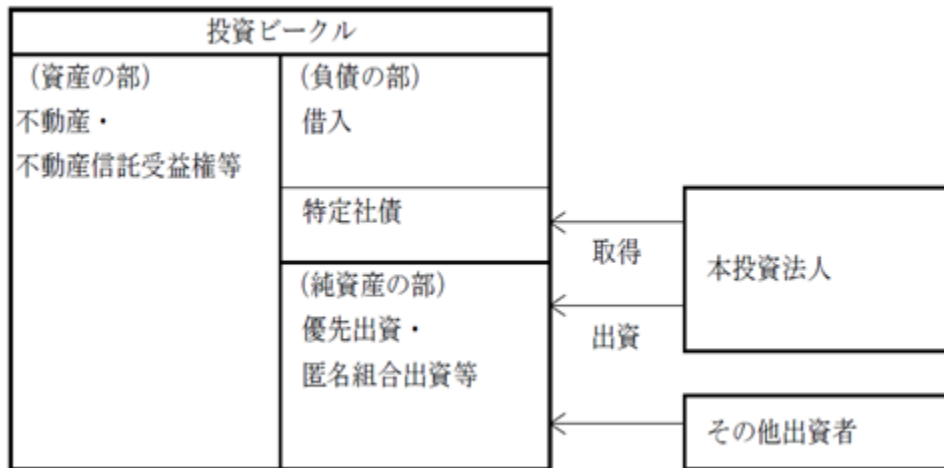 投資ビークル
（資産の部）
不動産・
不動産信託受益権等
（負債の部）
借入
特定社債
（純資産の部）
優先出資・
匿名組合出資等
取得
出資
本投資法人
その他出資者